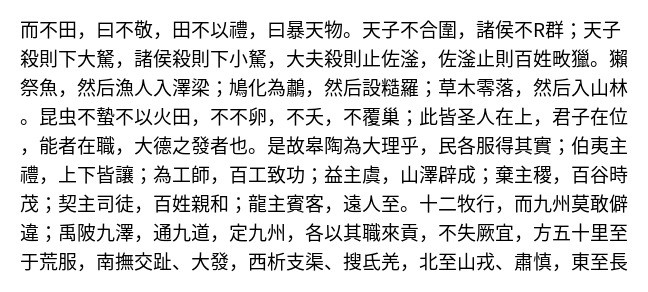 而不田，曰不敬，田不以禮，曰暴天物。天子不合圍，諸侯不R群；天子
殺則下大鴑，諸侯殺則下小鴑，大夫殺則止佐滏，佐滏止則百姓畋獵。獺
祭魚，然后漁人入澤梁；鳩化為鸘，然后設糙羅；草木零落，然后入山林
。昆虫不蟄不以火田，不不卵，不夭，不覆巢；此皆圣人在上，君子在位
，能者在職，大德之發者也。是故皋陶為大理乎，民各服得其實；伯夷主
禮，上下皆讓；為工師，百工致功；益主虞，山澤辟成；棄主稷，百谷時
茂；契主司徒，百姓親和；龍主賓客，遠人至。十二牧行，而九州莫敢僻
違；禹陂九澤，通九道，定九州，各以其職來貢，不失厥宜，方五十里至
于荒服，南撫交趾、大發，西析支渠、搜氐羌，北至山戎、肅慎，東至長